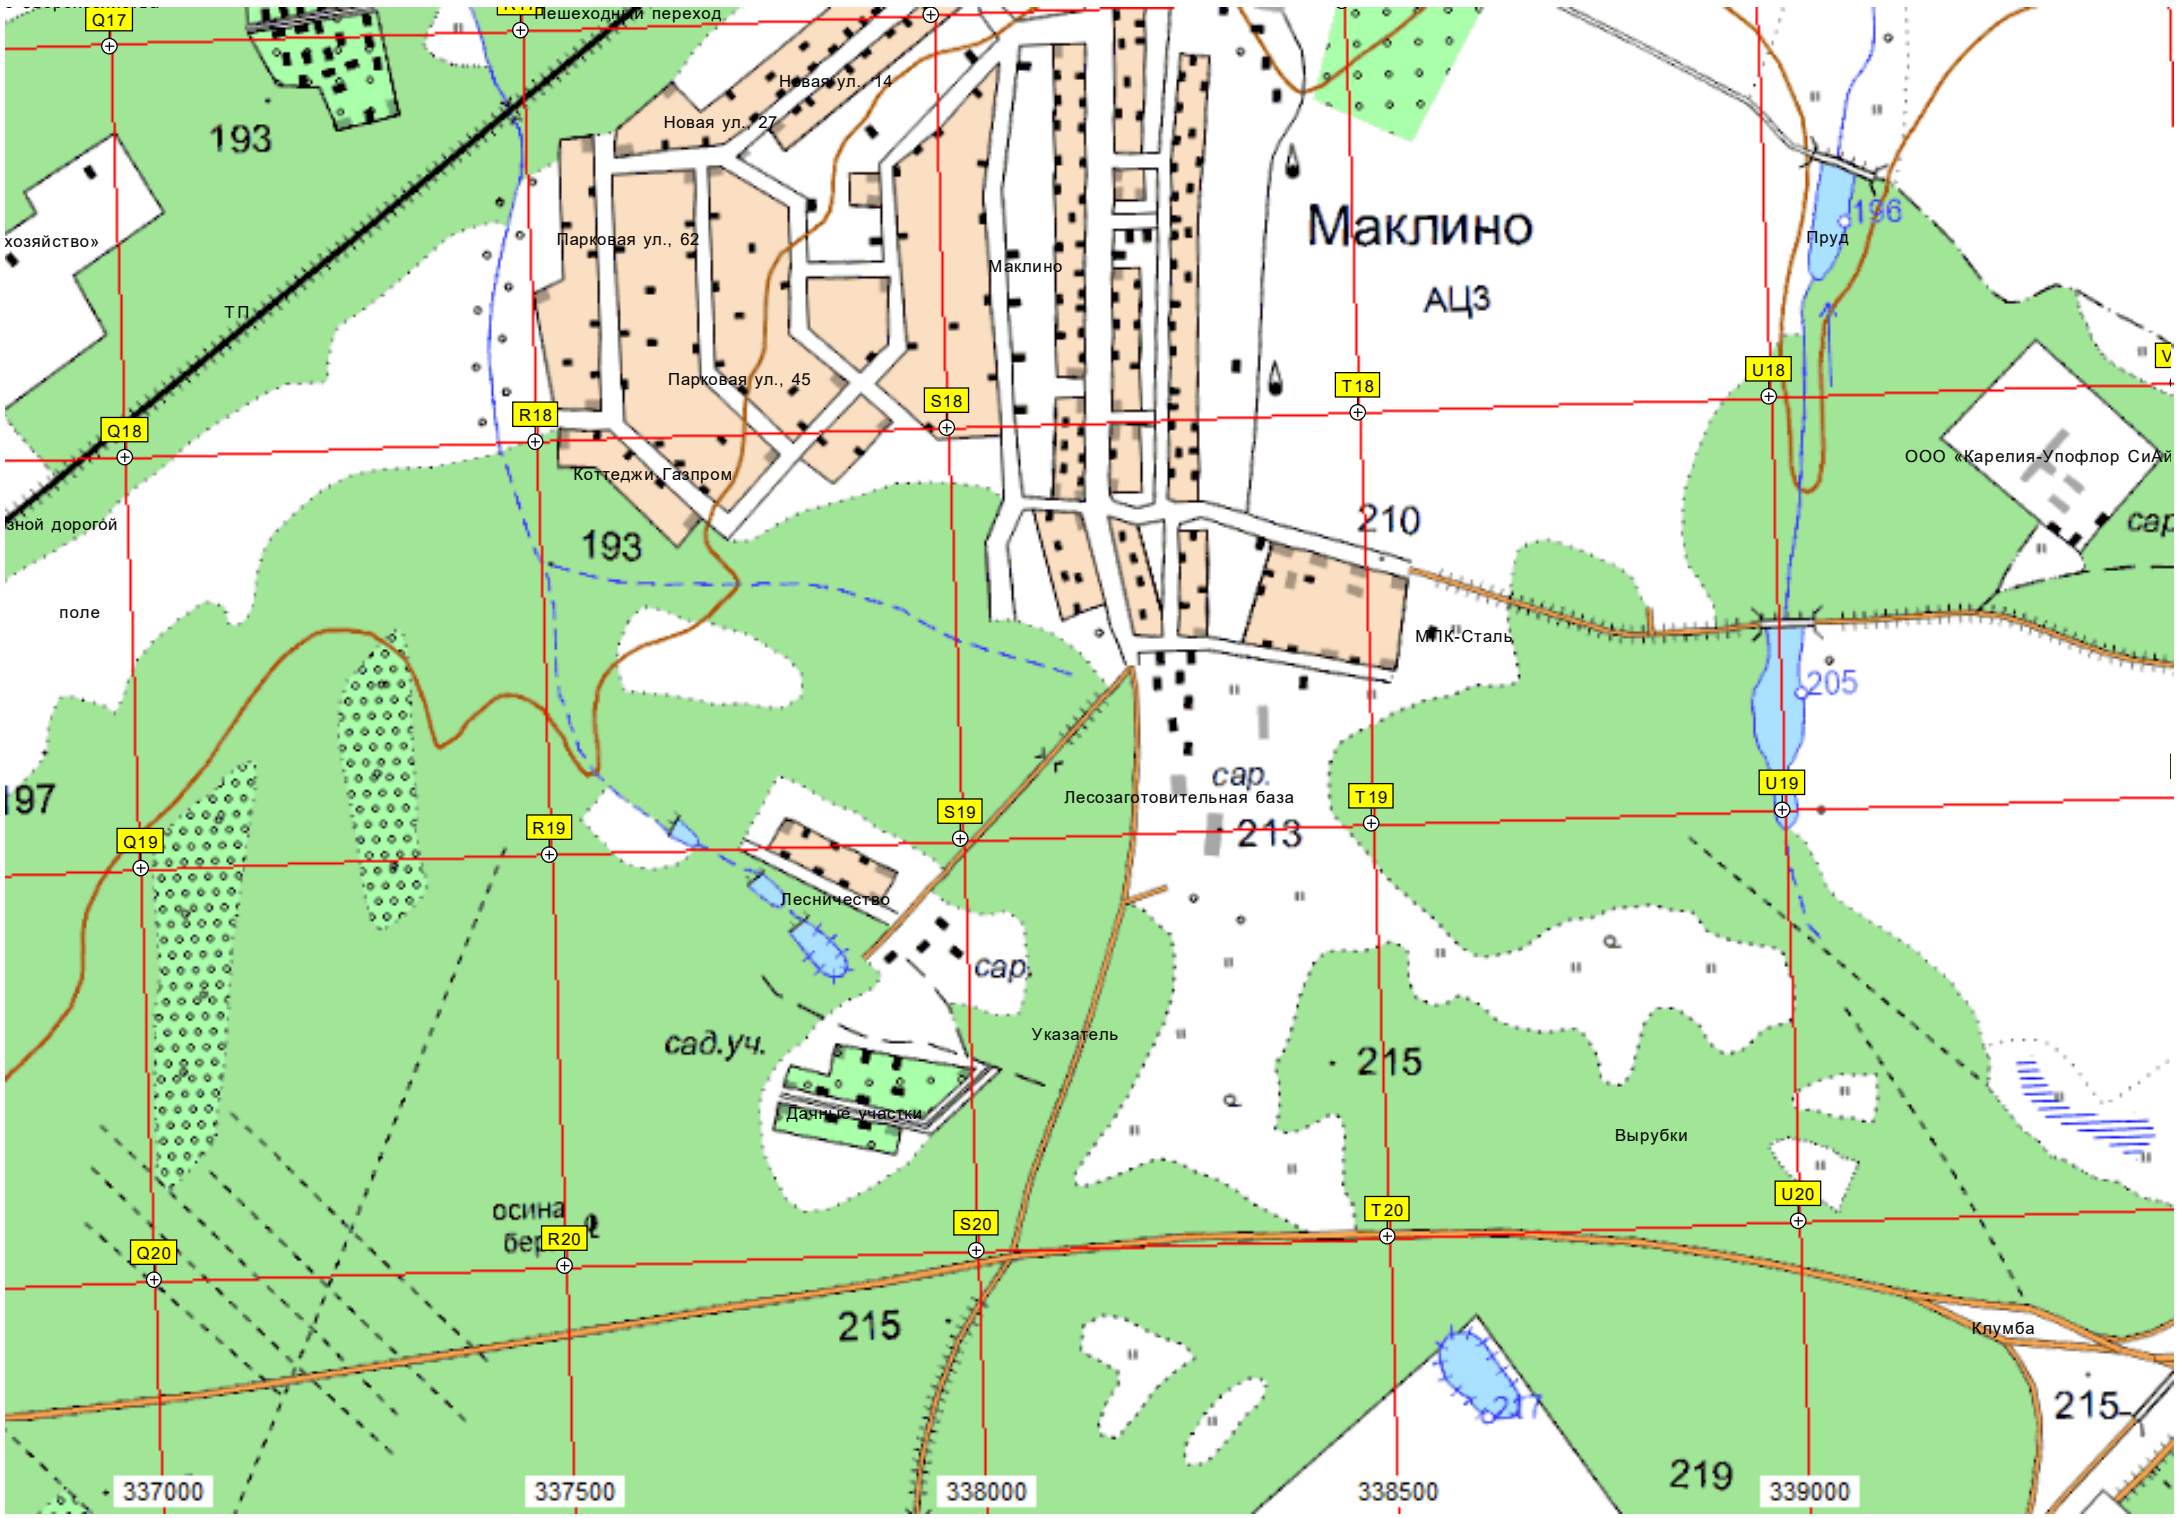 Q17
Пешеходный переход
Новая ул., 14
Новая ул., 27
193
хозяйство»
Парковая ул., 62
Маклино
Маклино
АЦЗ
196
Пруд
ТП
Парковая ул., 45
Q18
R18
S18
T18
U18
V
Коттеджи Газпром
ООО «Карелия-Упофлор СиАй
зной дорогой
193
210
сар
поле
МПК-Сталь
205
197
сар.
Лесозаготовительная база
213
Q19
R19
S19
T19
U19
Лесничество
сар.
сад.уч.
Указатель
215
Дачные участки
Вырубки
осина
бер
Q20
R20
S20
T20
U20
215
Клумба
217
215
219
337000
337500
338000
338500
339000